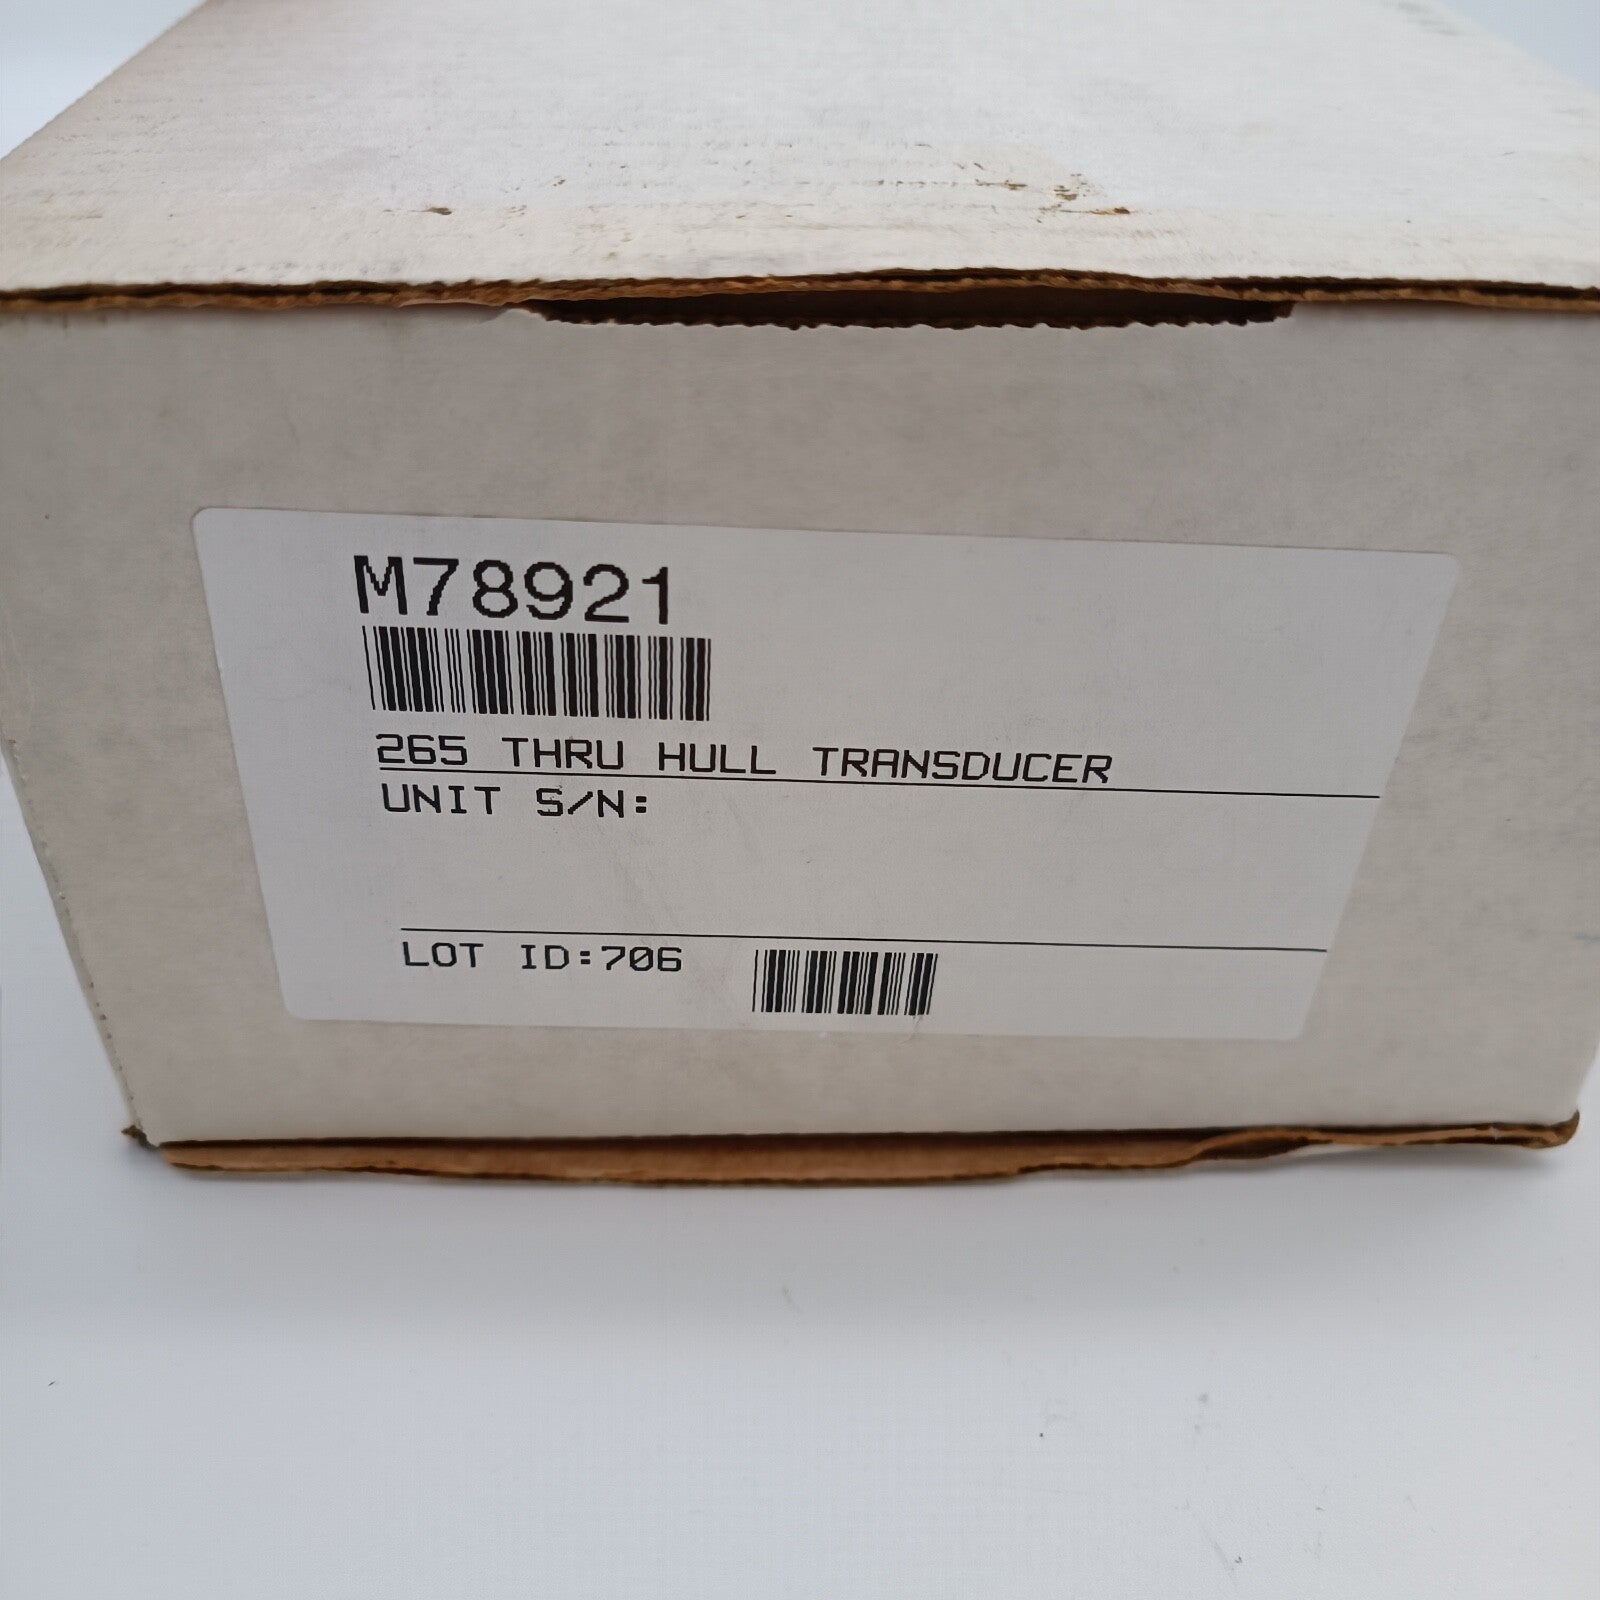 M78921
265 THRU HULL TRANSDUCER
UNIT S/N:
LOT ID:706